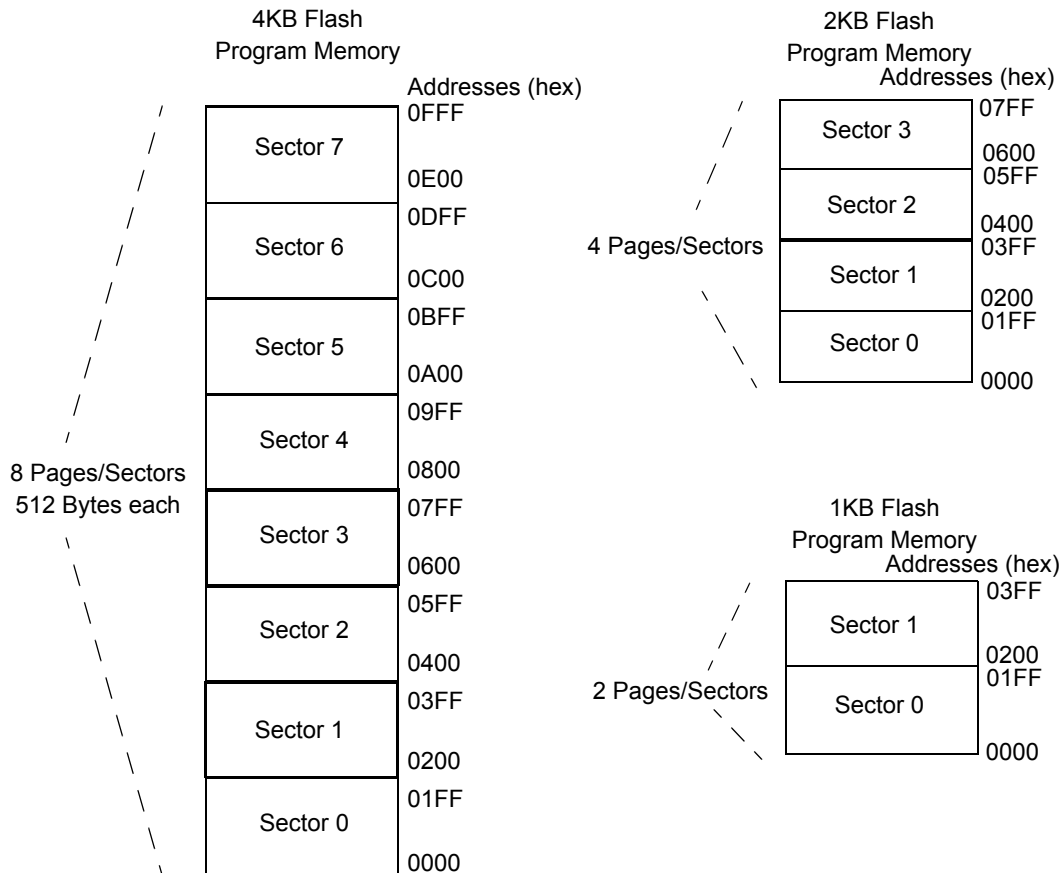 4KB Flash
Program Memory
Addresses (hex)
0FFF
Sector 7
0E00
0DFF
Sector 6
0C00
0BFF
Sector 5
0A00
09FF
Sector 4
0800
8 Pages/Sectors
512 Bytes each
07FF
Sector 3
0600
05FF
Sector 2
0400
03FF
Sector 1
0200
01FF
Sector 0
0000
2KB Flash
Program Memory
Addresses (hex)
07FF
Sector 3
0600
05FF
Sector 2
0400
4 Pages/Sectors
03FF
Sector 1
0200
01FF
Sector 0
0000
1KB Flash
Program Memory
Addresses (hex)
03FF
Sector 1
0200
01FF
2 Pages/Sectors
Sector 0
0000